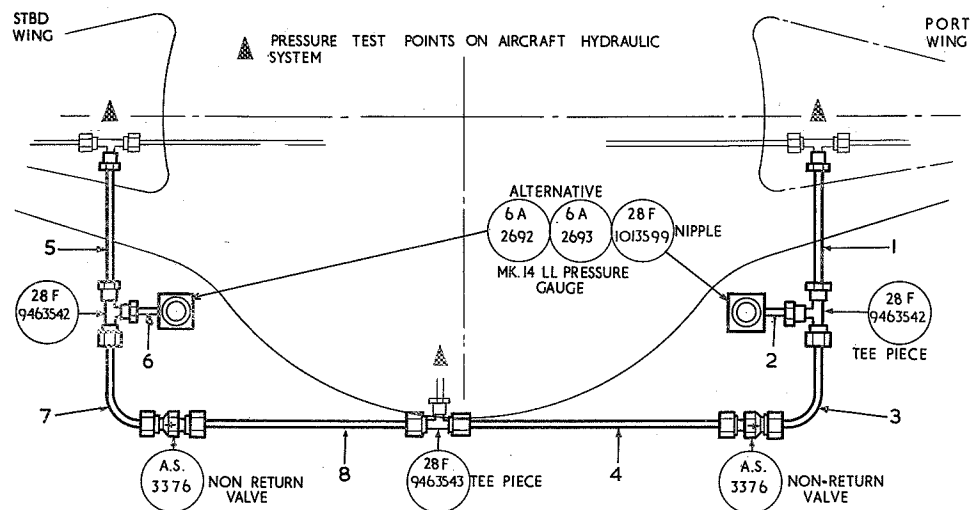 STBD
WING
PRESSURE TEST POINTS ON AIRCRAFT HYDRAULIC
SYSTEM
PORT
WING
ALTERNATIVE
6 A
2692
6 A
2693
28 F
1013599
NIPPLE
MK.14 LL PRESSURE
GAUGE
5
1
28 F
9463542
6
2
28 F
9463542
TEE PIECE
7
3
8
4
A.S.
3376
NON RETURN
VALVE
28 F
9463543
TEE PIECE
A.S.
3376
NON-RETURN
VALVE